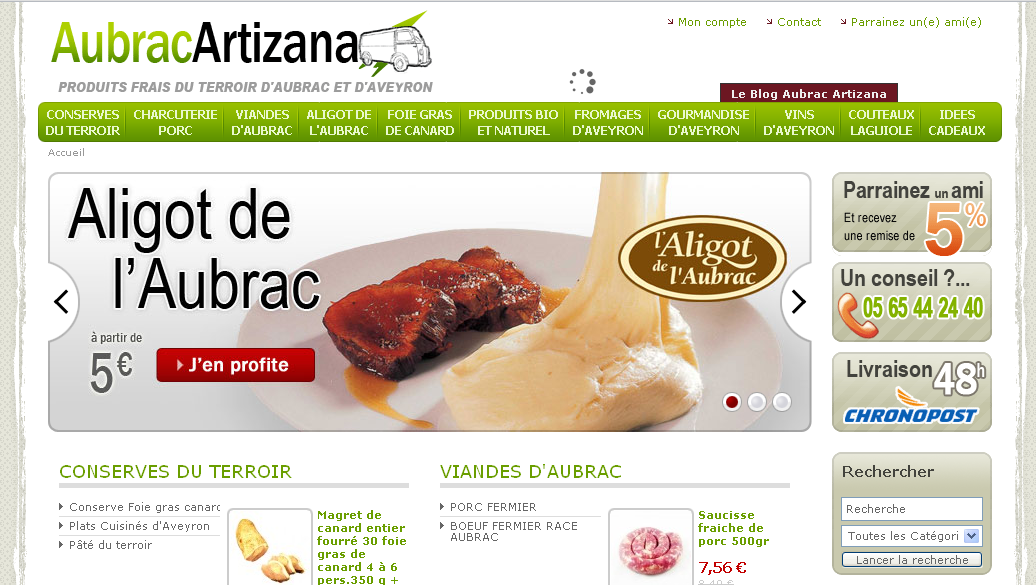 Mon compte
Contact
Parrainez un(e) ami(e)
AubracArtizana
PRODUITS FRAIS DU TERROIR D'AUBRAC ET D'AVEYRON
Le Blog Aubrac Artizana
CONSERVES
DU TERROIR
CHARCUTERIE
PORC
VIANDES
D'AUBRAC
ALIGOT DE
L'AUBRAC
FOIE GRAS
DE CANARD
PRODUITS BIO
ET NATUREL
FROMAGES
D'AVEYRON
GOURMANDISE
D'AVEYRON
VINS
D'AVEYRON
COUTEAUX
LAGUIOLE
IDEES
CADEAUX
Accueil
Aligot de
l'Aubrac
à partir de
5€
J'en profite
l'Aligot
de l'Aubrac
Parrainez un ami
Et recevez
une remise de
5%
Un conseil ?...
05 65 44 24 40
Livraison 48h
CHRONOPOST
CONSERVES DU TERROIR
Conserve Foie gras canard
Plats Cuisinés d'Aveyron
Pâté du terroir
Magret de
canard entier
fourré 30 foie
gras de
canard 4 à 6
pers.350 g +
VIANDES D'AUBRAC
PORC FERMIER
BOEUF FERMIER RACE
AUBRAC
Saucisse
fraiche de
porc 500gr
7,56 €
8,40 €
Rechercher
Recherche
Toutes les Catégori
Lancer la recherche